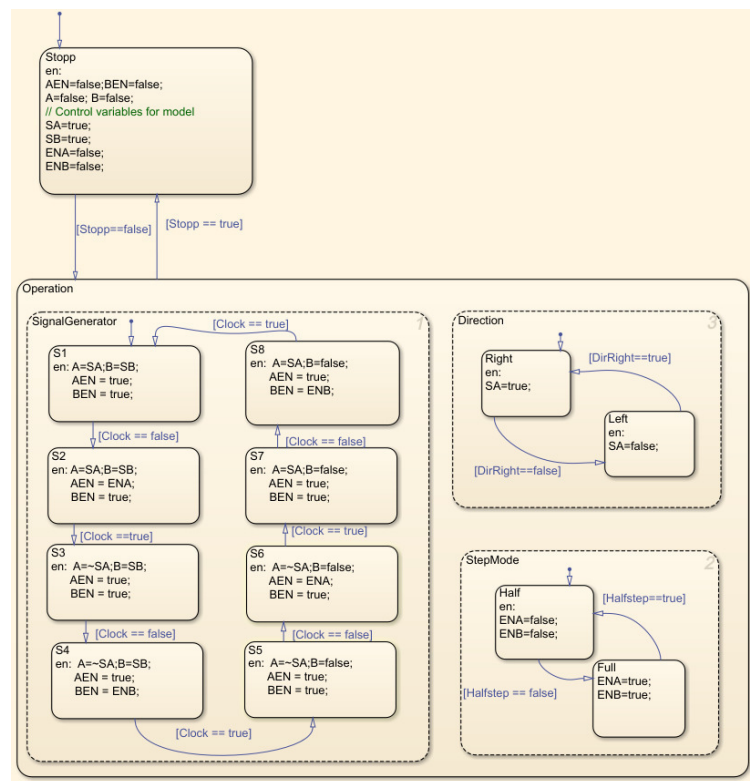 Stopp
en:
AEN=false;BEN=false;
A=false; B=false;
// Control variables for model
SA=true;
SB=true;
ENA=false;
ENB=false;
[Stopp==false]
[Stopp == true]
Operation
SignalGenerator
1
[Clock == true]
S1
en: A=SA;B=SB;
AEN = true;
BEN = true;
[Clock == false]
S2
en: A=SA;B=SB;
AEN = ENA;
BEN = true;
[Clock ==true]
S3
en: A=~SA;B=SB;
AEN = true;
BEN = true;
[Clock == false]
S4
en: A=~SA;B=SB;
AEN = true;
BEN = ENB;
[Clock == true]
S8
en: A=SA;B=false;
AEN = true;
BEN = ENB;
[Clock == false]
S7
en: A=SA;B=false;
AEN = true;
BEN = true;
[Clock == true]
S6
en: A=~SA;B=false;
AEN = ENA;
BEN = true;
[Clock == false]
S5
en: A=~SA;B=false;
AEN = true;
BEN = true;
Direction
3
Right
en:
SA=true;
[DirRight==true]
Left
en:
SA=false;
[DirRight==false]
StepMode
2
Half
en:
ENA=false;
ENB=false;
[Halfstep==true]
Full
ENA=true;
ENB=true;
[Halfstep == false]